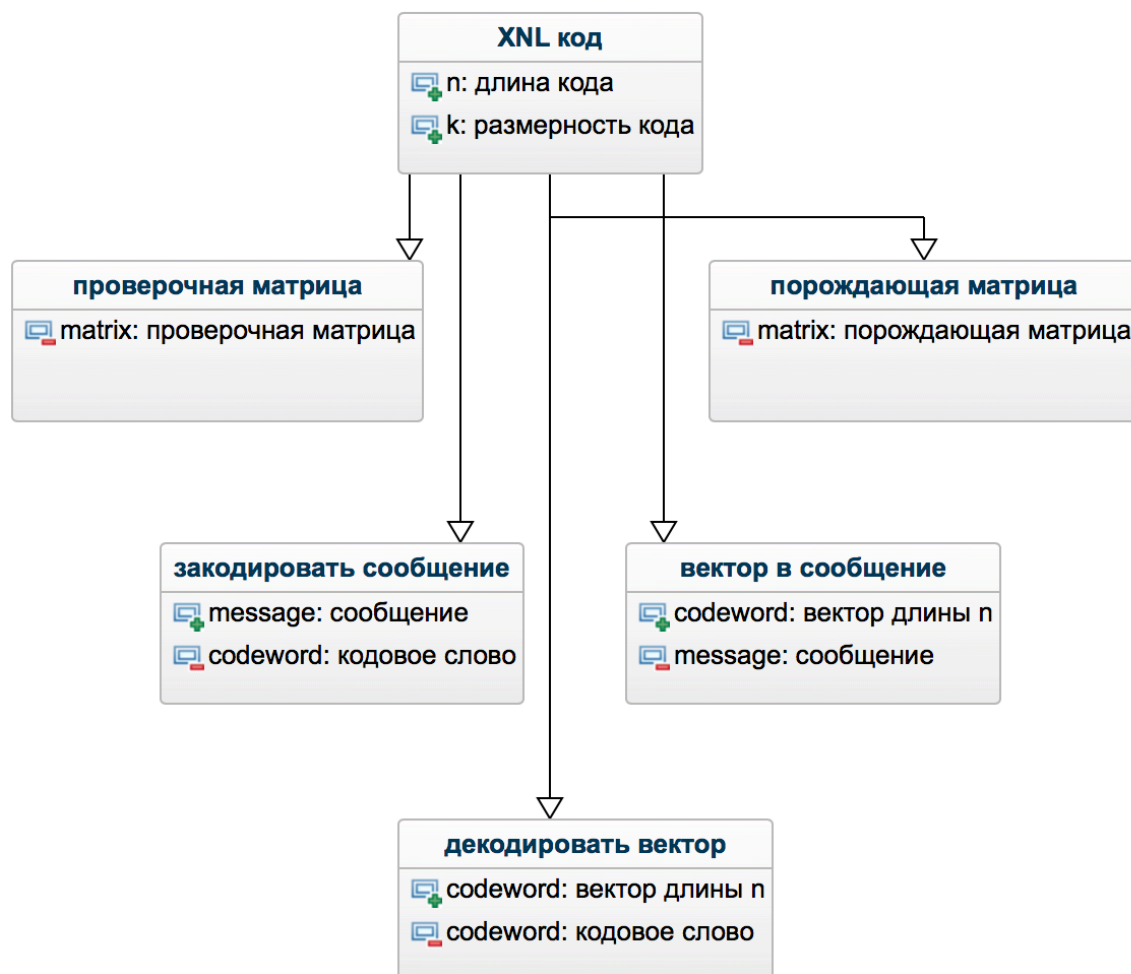 XNL код
n: длина кода
k: размерность кода
проверочная матрица
matrix: проверочная матрица
порождающая матрица
matrix: порождающая матрица
закодировать сообщение
message: сообщение
codeword: кодовое слово
вектор в сообщение
codeword: вектор длины n
message: сообщение
декодировать вектор
codeword: вектор длины n
codeword: кодовое слово